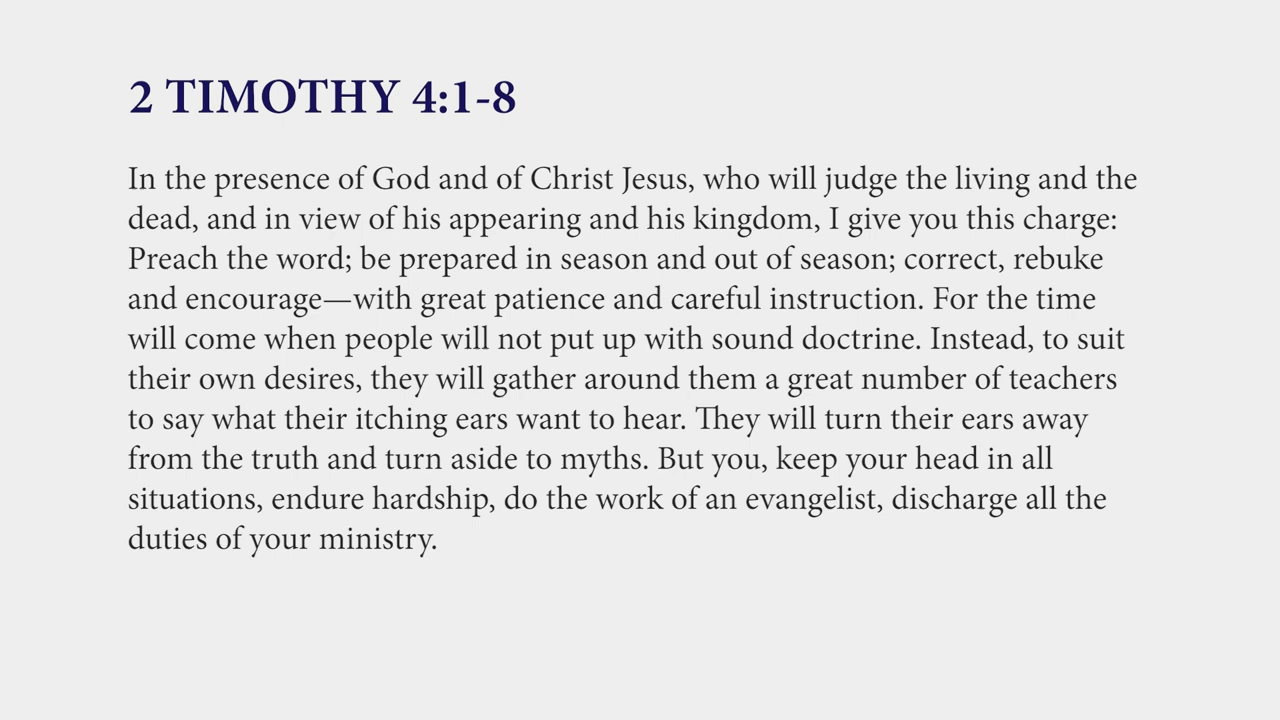 2 TIMOTHY 4:1-8
In the presence of God and of Christ Jesus, who will judge the living and the
dead, and in view of his appearing and his kingdom, I give you this charge:
Preach the word; be prepared in season and out of season; correct, rebuke
and encourage—with great patience and careful instruction. For the time
will come when people will not put up with sound doctrine. Instead, to suit
their own desires, they will gather around them a great number of teachers
to say what their itching ears want to hear. They will turn their ears away
from the truth and turn aside to myths. But you, keep your head in all
situations, endure hardship, do the work of an evangelist, discharge all the
duties of your ministry.